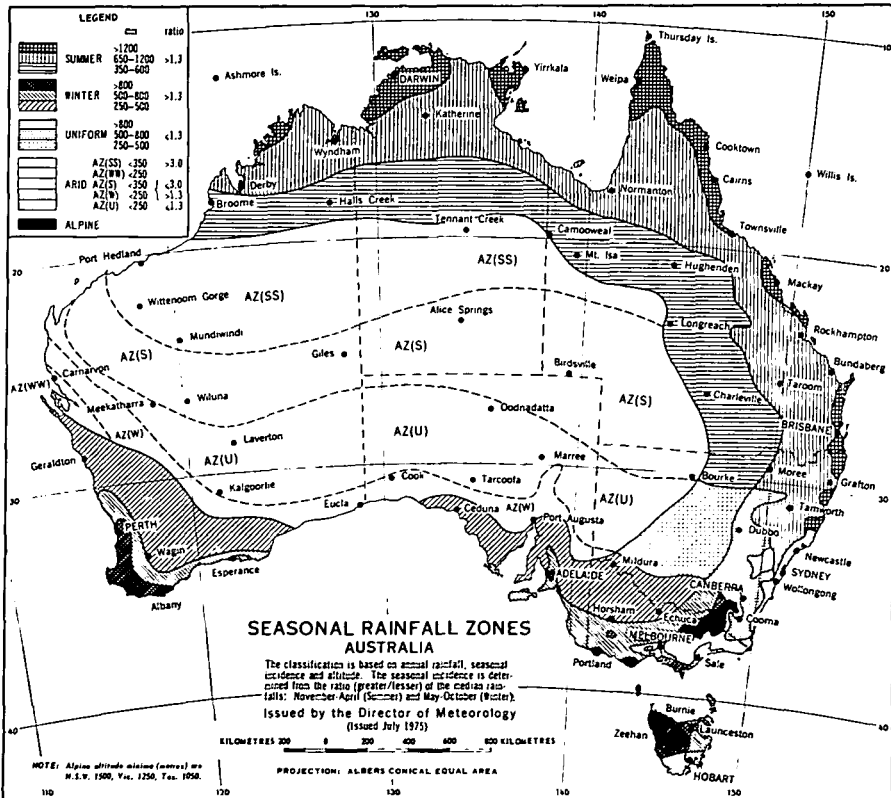 LEGEND
mm ratio
SUMMER
>1200
650-1200 >1.3
350-600
WINTER
>800
500-800 >1.3
250-500
UNIFORM
>800
500-800 <1.3
250-500
ARID
AZ(SS) <350 >3.0
AZ(WW) <250
AZ(S) <350 } <3.0
AZ(W) <250 } >1.3
AZ(U) <250 <1.3
ALPINE
130
140
150
Thursday Is.
Ashmore Is.
DARWIN
Yirrkala
Weipa
Katherine
Wyndham
Cooktown
Willis Is.
Cairns
Derby
Normanton
Broome
Halls Creek
Tennant Creek
Camooweal
Townsville
Port Hedland
Mt. Isa
Hughenden
20
20
AZ(SS)
AZ(SS)
Mackay
Wittenoom Gorge
Alice Springs
Longreach
Rockhampton
Mundiwindi
Giles
AZ(S)
AZ(S)
Birdsville
Bundaberg
Carnarvon
AZ(WW)
Taroom
Meekatharra
Wiluna
AZ(S)
Charleville
Oodnadatta
BRISBANE
AZ(W)
Laverton
AZ(U)
AZ(U)
Geraldton
Marree
Kalgoorlie
Cook
Tarcoola
Bourke
Moree
Grafton
30
30
Eucla
AZ(U)
Tamworth
Ceduna
AZ(W)
Port Augusta
PERTH
Dubbo
Newcastle
Wagin
Mildura
SYDNEY
Esperance
ADELAIDE
CANBERRA
Wollongong
Albany
Horsham
Echuca
Cooma
MELBOURNE
Portland
Sale
SEASONAL RAINFALL ZONES
AUSTRALIA
The classification is based on annual rainfall, seasonal
incidence and altitude. The seasonal incidence is deter-
mined from the ratio (greater/lesser) of the median rain-
falls: November-April (Summer) and May-October (Winter).
Issued by the Director of Meteorology
(Issued July 1975)
KILOMETRES 200 0 200 400 600 800 KILOMETRES
PROJECTION: ALBERS CONICAL EQUAL AREA
NOTE: Alpine altitude minima (metres) are
N.S.W. 1500, Vic. 1250, Tas. 1050.
Burnie
Zeehan
Launceston
HOBART
40
40
110
120
130
140
150